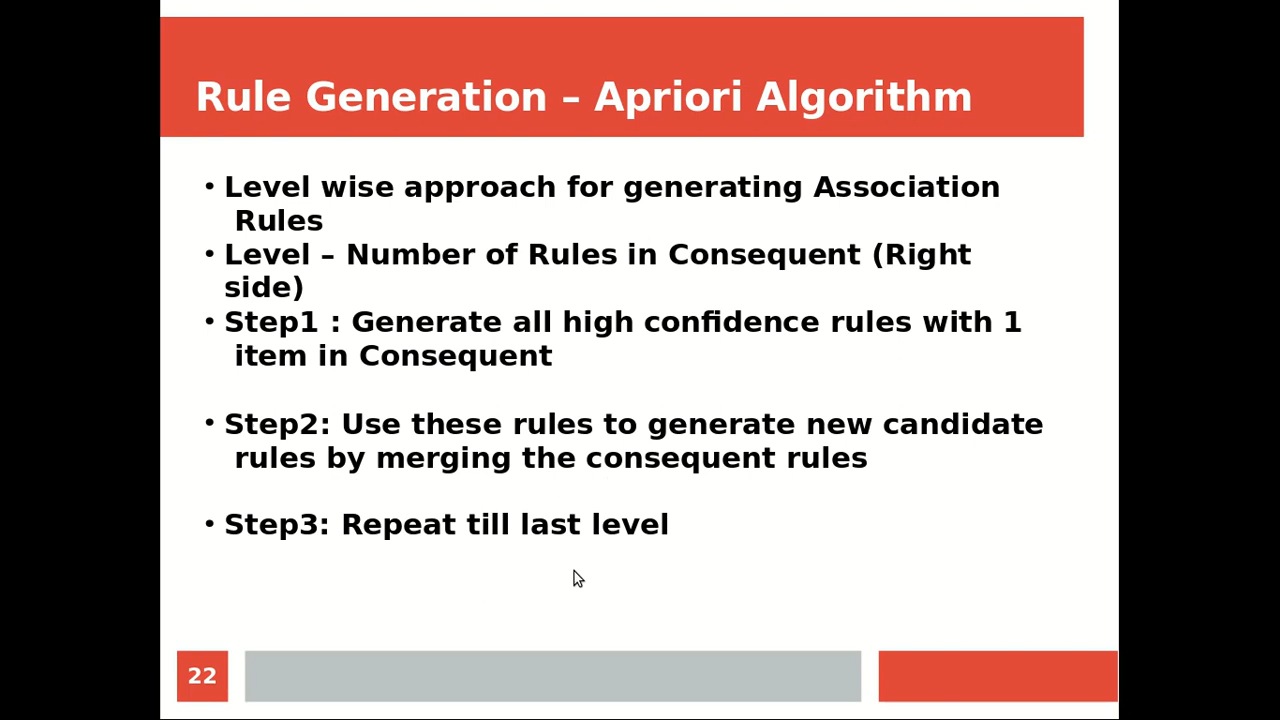 Rule Generation – Apriori Algorithm
• Level wise approach for generating Association
Rules
• Level – Number of Rules in Consequent (Right
side)
• Step1 : Generate all high confidence rules with 1
item in Consequent
• Step2: Use these rules to generate new candidate
rules by merging the consequent rules
• Step3: Repeat till last level
22